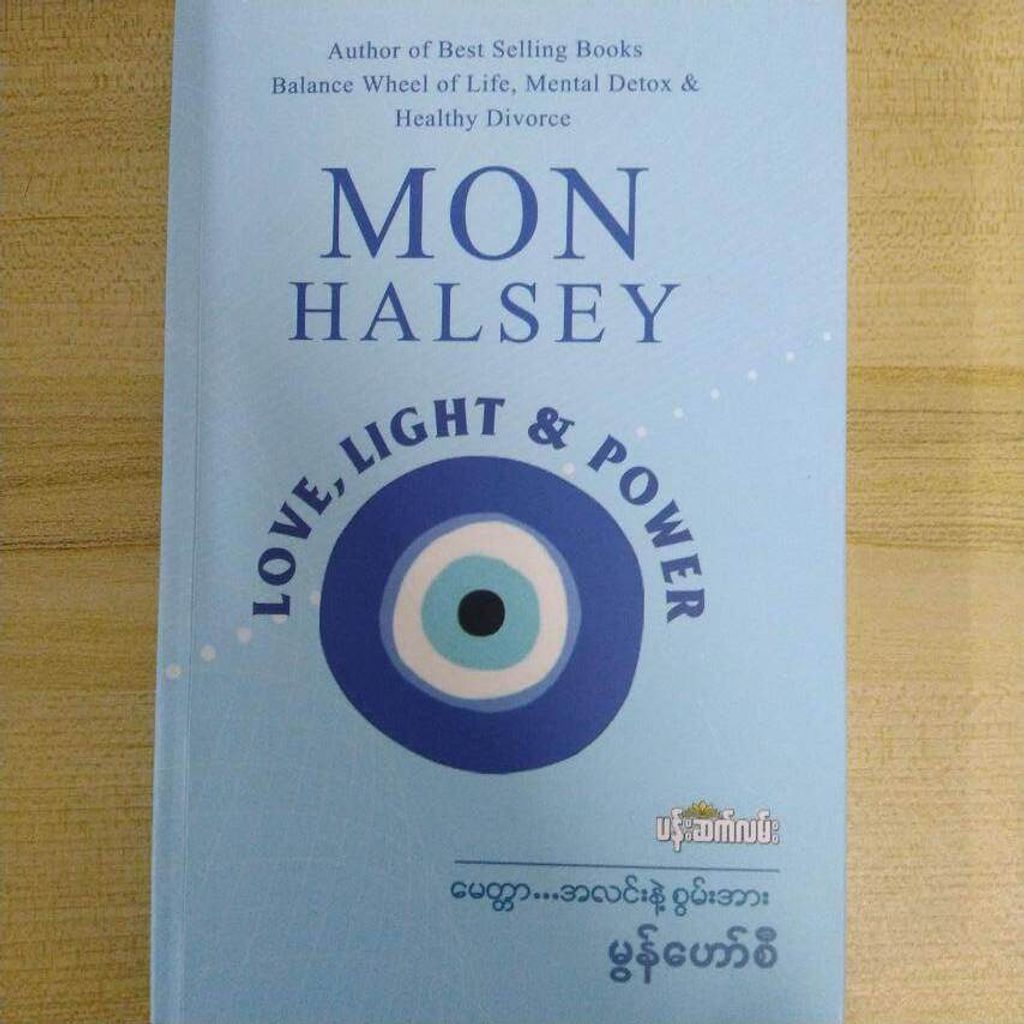 Author of Best Selling Books
Balance Wheel of Life, Mental Detox &
Healthy Divorce
MON
HALSEY
LOVE, LIGHT & POWER
ပန်းဆက်လမ်း
မေတ္တာ...အလင်းနဲ့ စွမ်းအား
မွန်ဟော်စီ